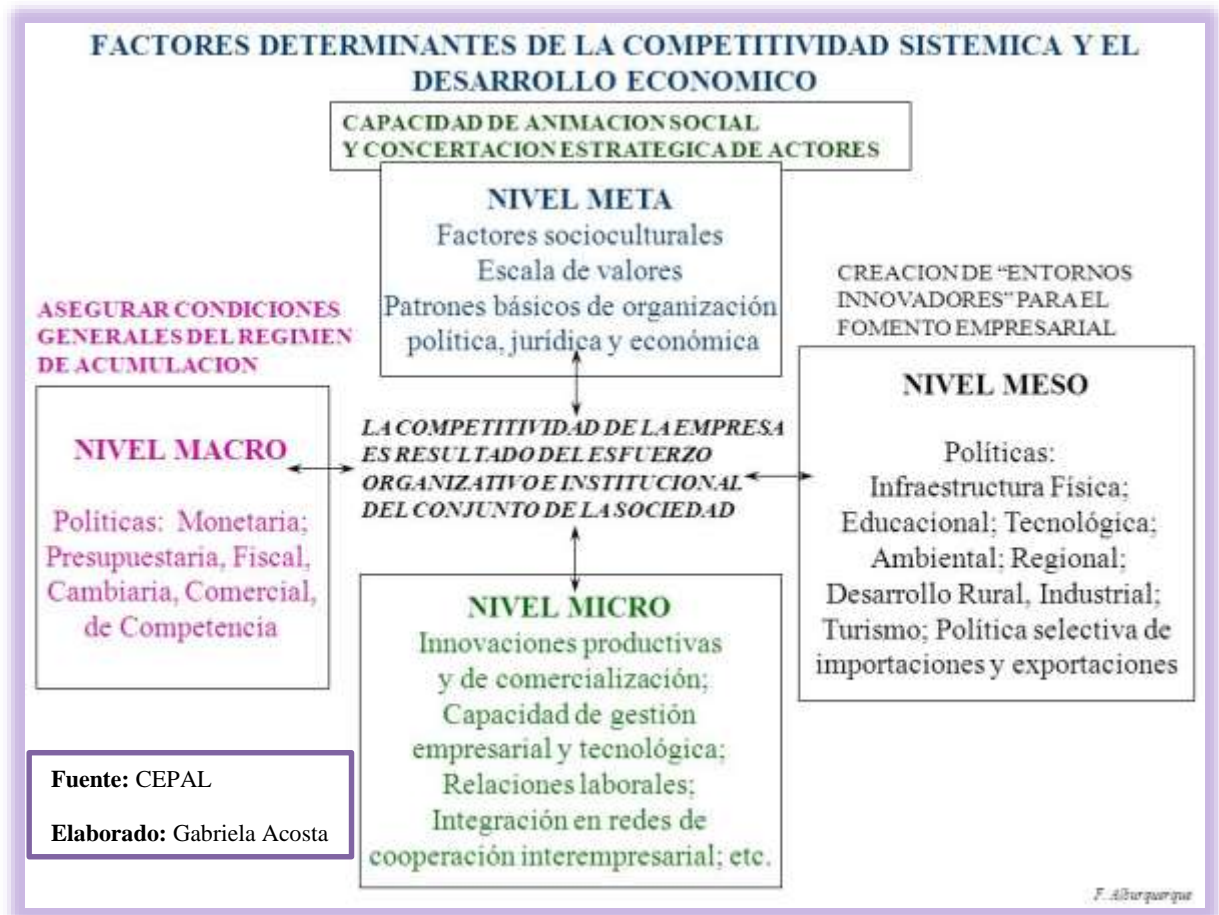 FACTORES DETERMINANTES DE LA COMPETITIVIDAD SISTEMICA Y EL
DESARROLLO ECONOMICO
CAPACIDAD DE ANIMACION SOCIAL
Y CONCERTACION ESTRATEGICA DE ACTORES
NIVEL META
Factores socioculturales
Escala de valores
Patrones básicos de organización
política, jurídica y económica
ASEGURAR CONDICIONES
GENERALES DEL REGIMEN
DE ACUMULACION
NIVEL MACRO
Políticas: Monetaria;
Presupuestaria, Fiscal,
Cambiaria, Comercial,
de Competencia
LA COMPETITIVIDAD DE LA EMPRESA
ES RESULTADO DEL ESFUERZO
ORGANIZATIVO E INSTITUCIONAL
DEL CONJUNTO DE LA SOCIEDAD
CREACION DE “ENTORNOS
INNOVADORES” PARA EL
FOMENTO EMPRESARIAL
NIVEL MESO
Políticas:
Infraestructura Física;
Educacional; Tecnológica;
Ambiental; Regional;
Desarrollo Rural, Industrial;
Turismo; Política selectiva de
importaciones y exportaciones
NIVEL MICRO
Innovaciones productivas
y de comercialización;
Capacidad de gestión
empresarial y tecnológica;
Relaciones laborales;
Integración en redes de
cooperación interempresarial; etc.
Fuente: CEPAL
Elaborado: Gabriela Acosta
F. Alburquerque